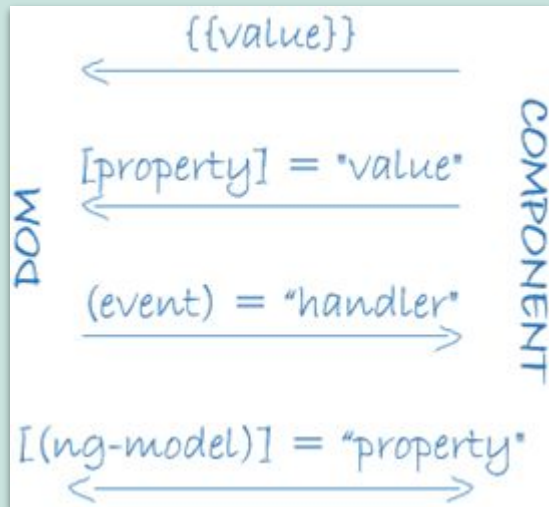 {{value}}
[property] = "value"
DOM
COMPONENT
(event) = "handler"
[(ng-model)] = "property"